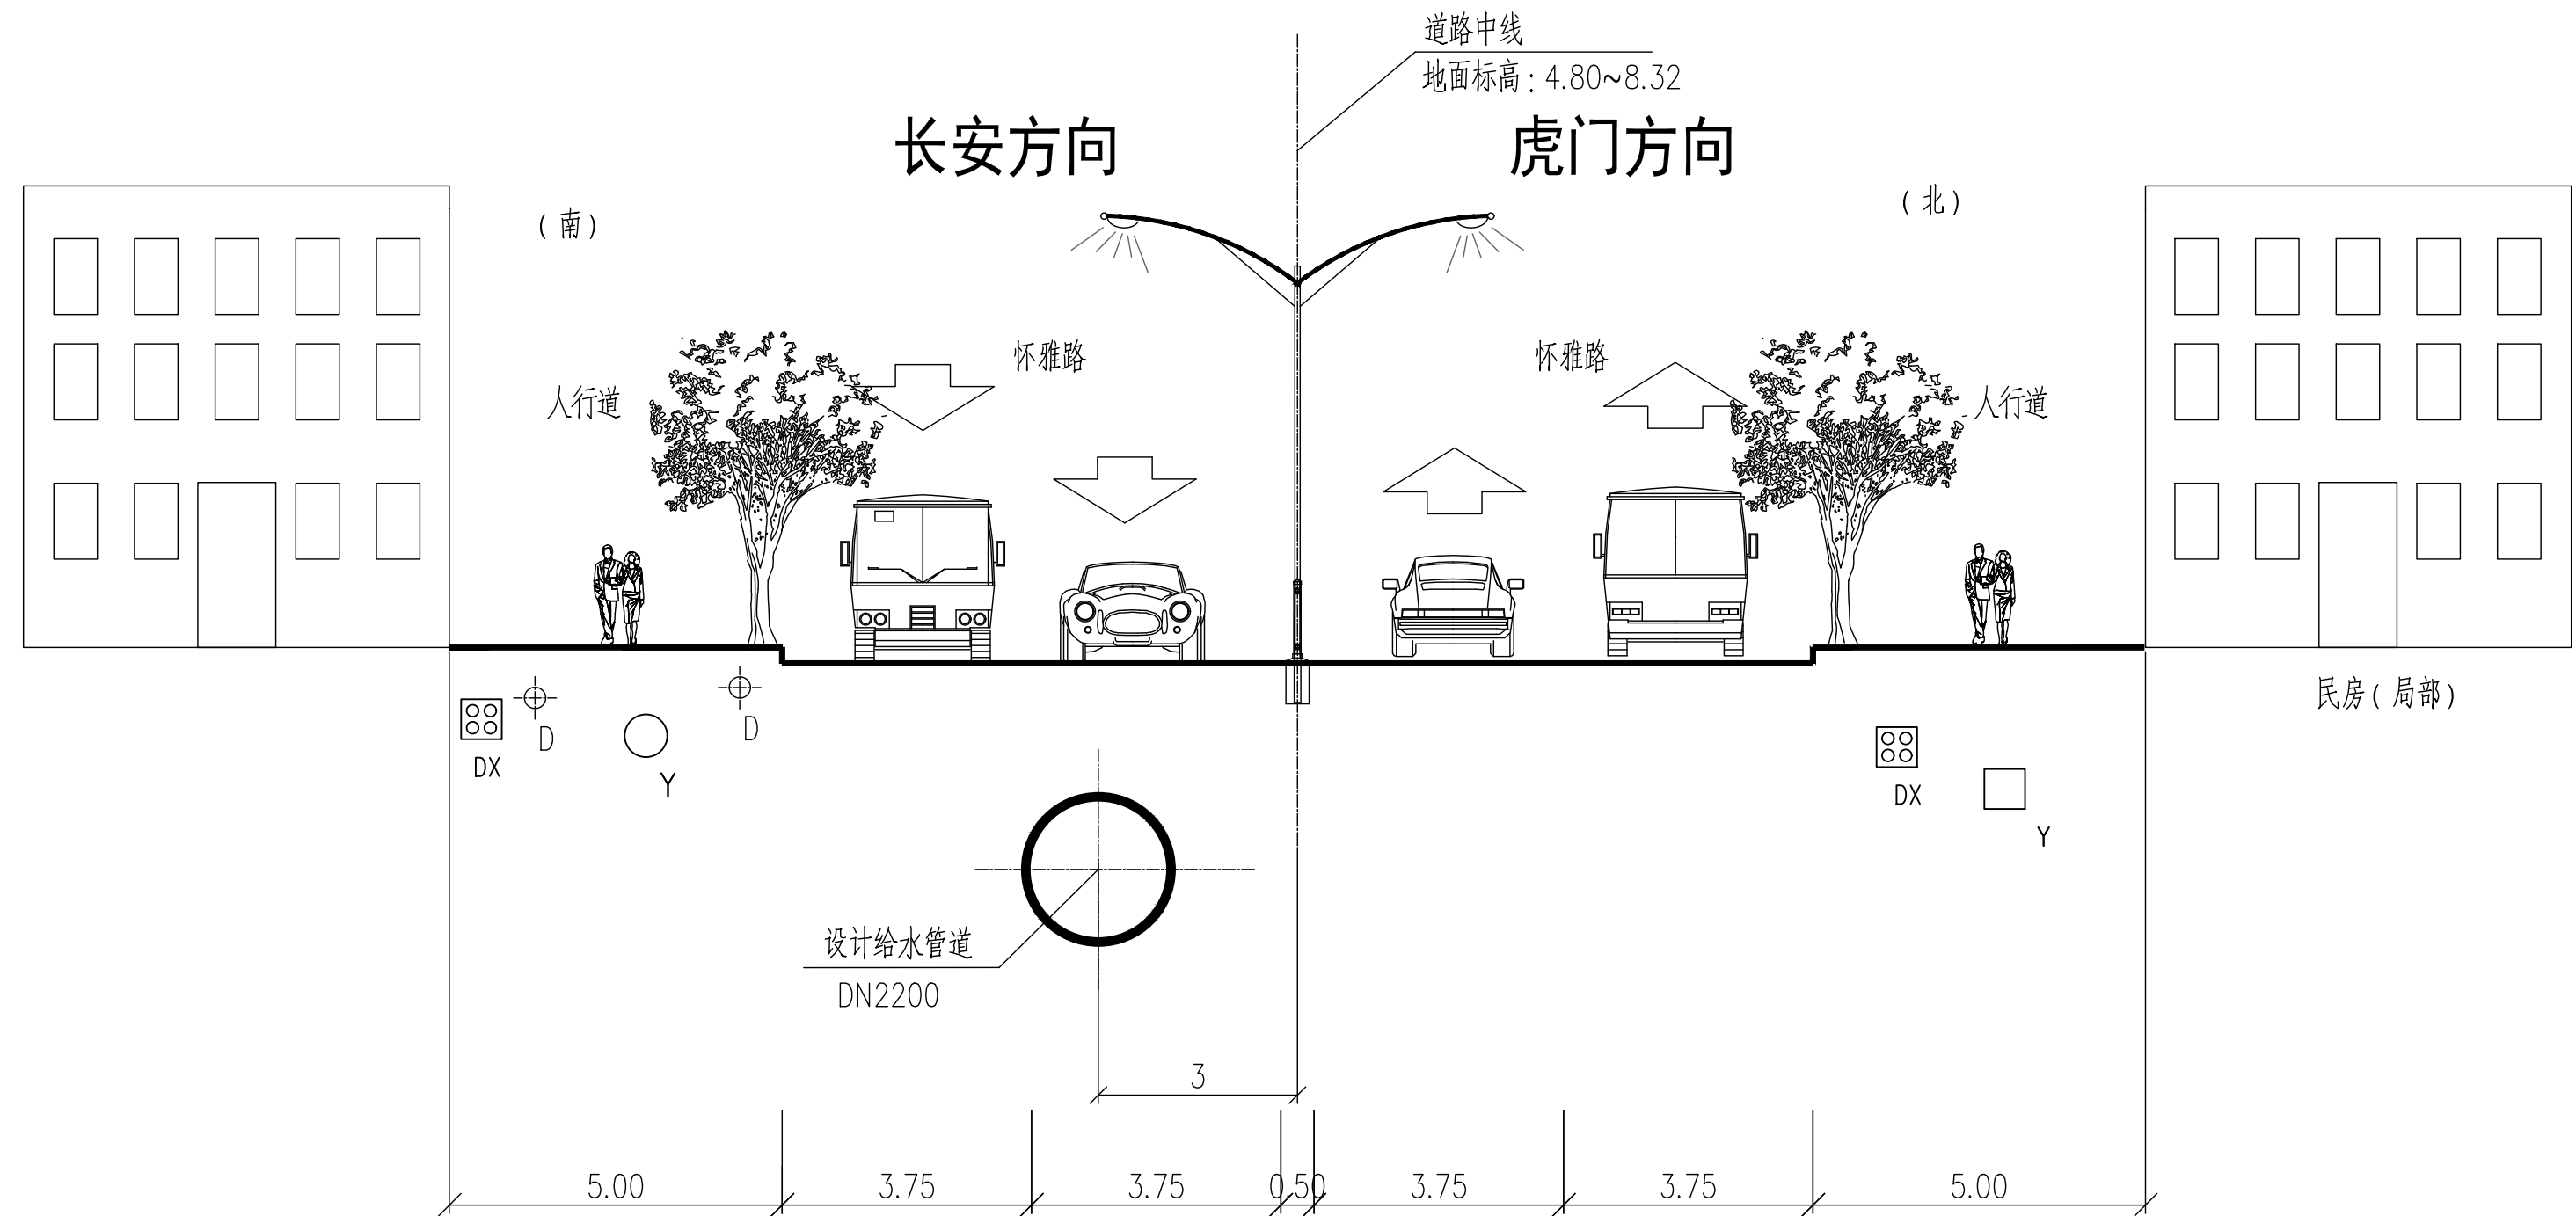 道路中线
地面标高：4.80~8.32
长安方向
虎门方向
（南）
（北）
怀雅路
怀雅路
人行道
人行道
民房（局部）
D
D
DX
Y
DX
Y
设计给水管道
DN2200
3
5.00
3.75
3.75
0.50
3.75
3.75
5.00